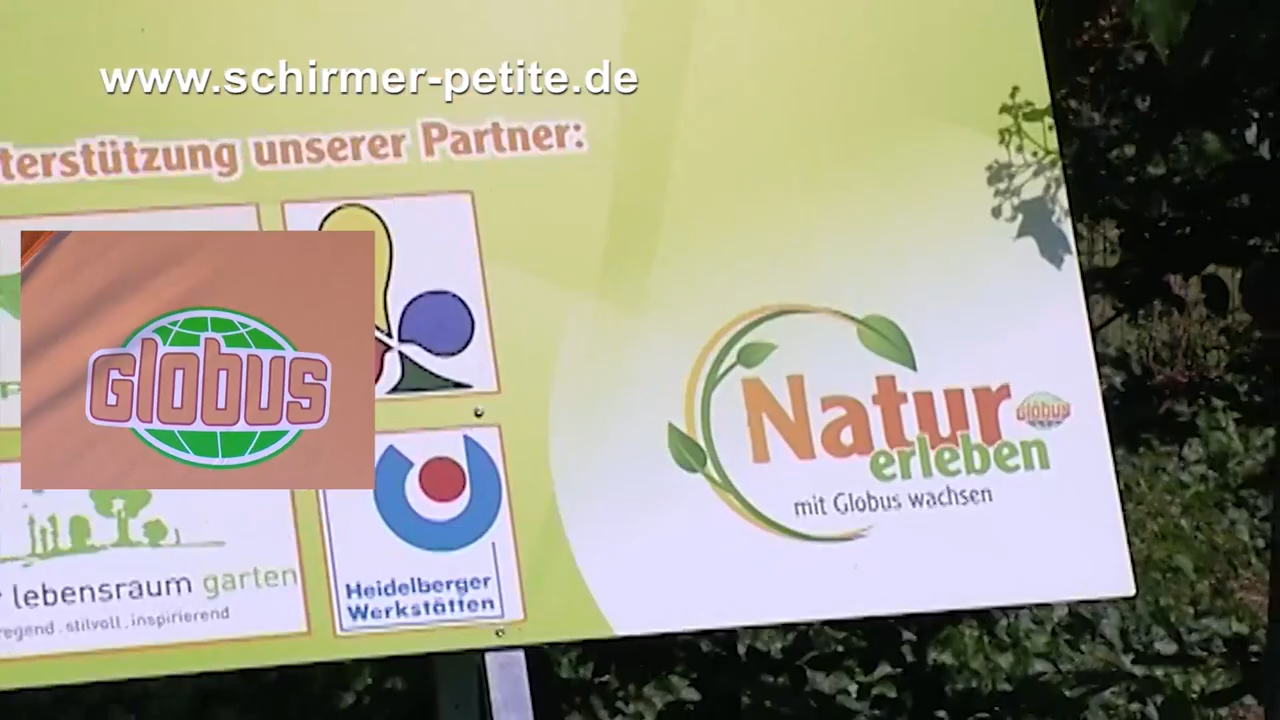 www.schirmer-petite.de
terstützung unserer Partner:
Globus
Natur
Globus
erleben
mit Globus wachsen
lebensraum garten
regend . stilvoll . inspirierend
Heidelberger
Werkstätten